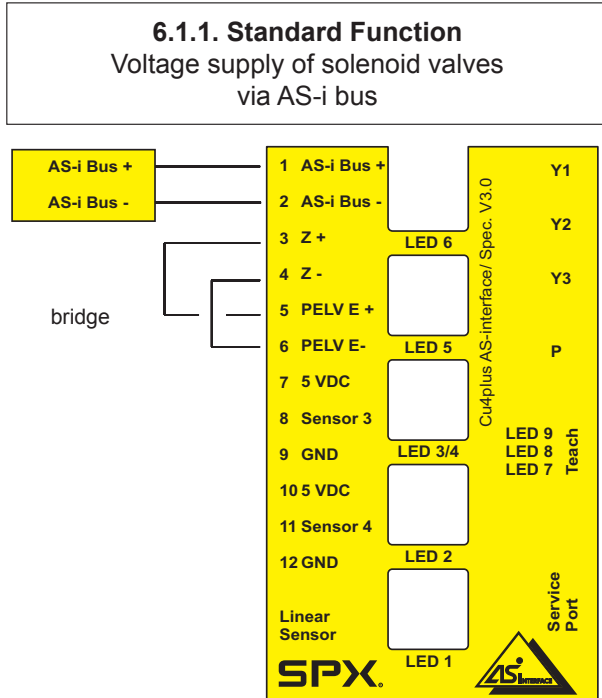 6.1.1. Standard Function
Voltage supply of solenoid valves
via AS-i bus
AS-i Bus +
AS-i Bus -
bridge
1 AS-i Bus +
2 AS-i Bus -
3 Z +
4 Z -
5 PELV E +
6 PELV E-
7 5 VDC
8 Sensor 3
9 GND
10 5 VDC
11 Sensor 4
12 GND
Linear
Sensor
SPX.
LED 6
LED 5
LED 3/4
LED 2
LED 1
Cu4plus AS-interface/ Spec. V3.0
Y1
Y2
Y3
P
LED 9
LED 8
LED 7
Teach
Service
Port
ASi INTERFACE